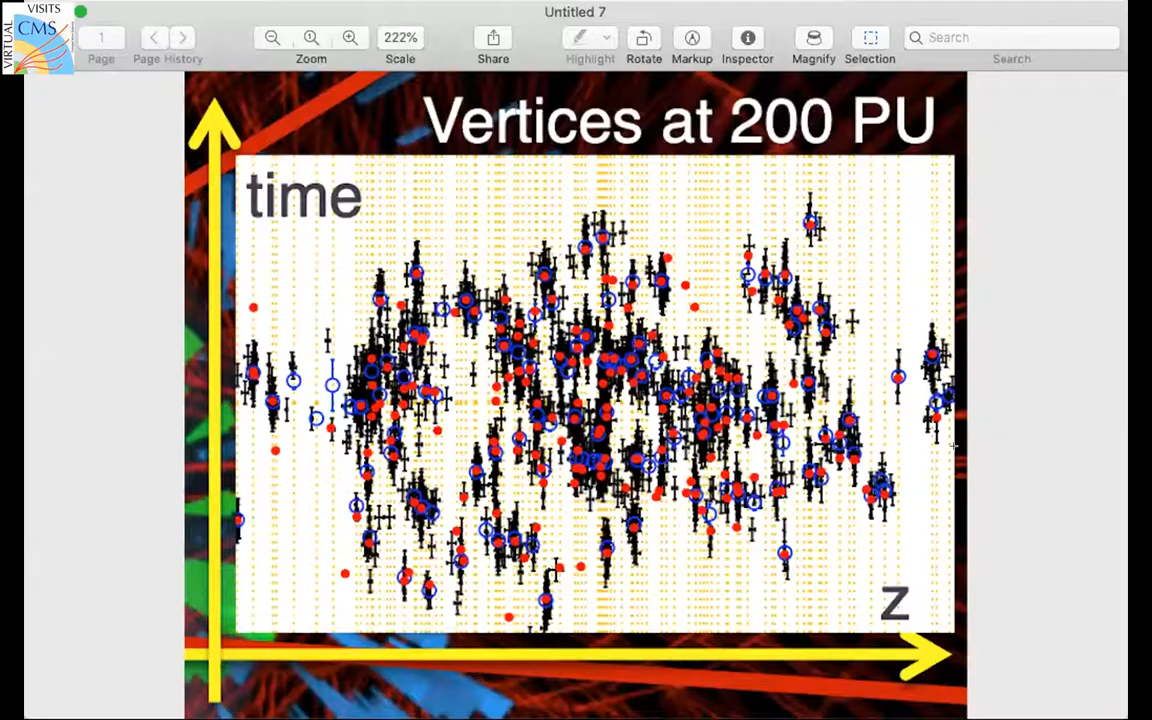 VISITS
CMS
VIRTUAL
Untitled 7
1
222%
Search
Page
Page History
Zoom
Scale
Share
Highlight
Rotate
Markup
Inspector
Magnify
Selection
Search
Vertices at 200 PU
time
z